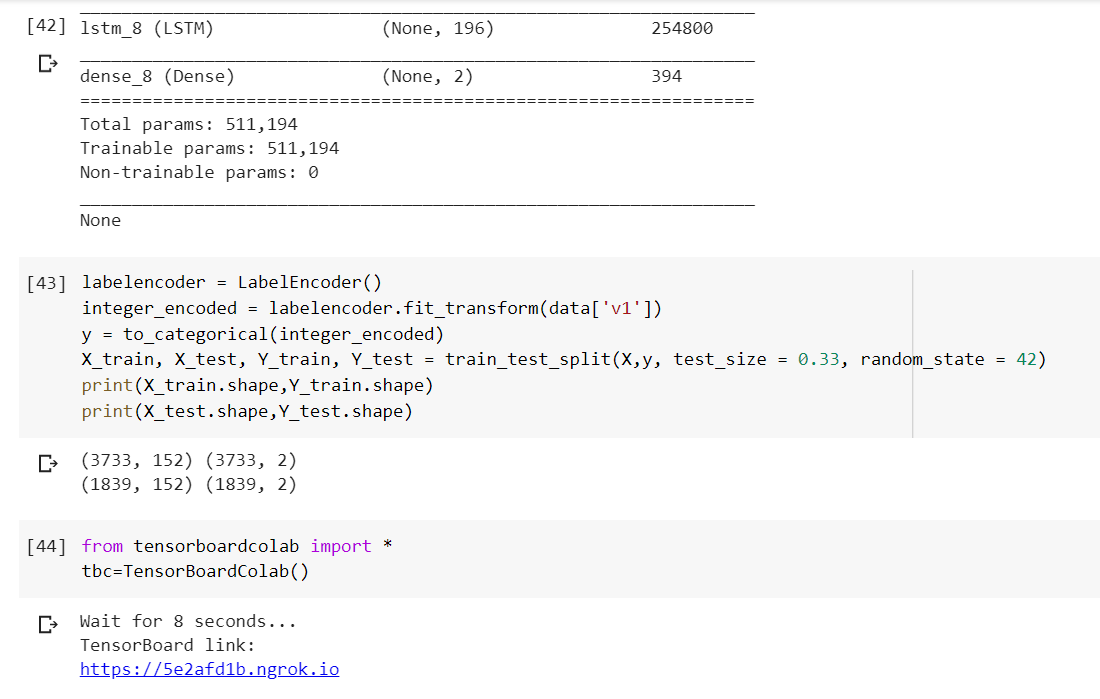 [42] lstm_8 (LSTM) (None, 196) 254800
dense_8 (Dense) (None, 2) 394
=================================================================
Total params: 511,194
Trainable params: 511,194
Non-trainable params: 0
_________________________________________________________________
None
[43] labelencoder = LabelEncoder()
integer_encoded = labelencoder.fit_transform(data['v1'])
y = to_categorical(integer_encoded)
X_train, X_test, Y_train, Y_test = train_test_split(X,y, test_size = 0.33, random_state = 42)
print(X_train.shape,Y_train.shape)
print(X_test.shape,Y_test.shape)
(3733, 152) (3733, 2)
(1839, 152) (1839, 2)
[44] from tensorboardcolab import *
tbc=TensorBoardColab()
Wait for 8 seconds...
TensorBoard link:
https://5e2afd1b.ngrok.io